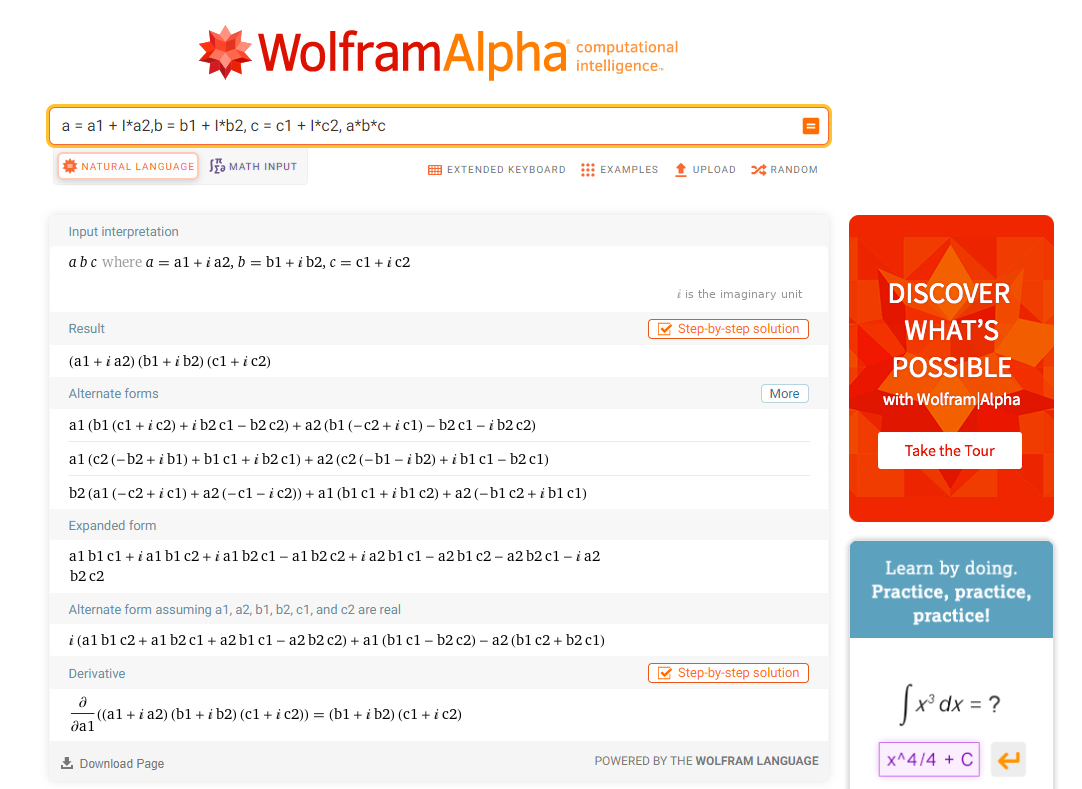 WolframAlpha computational
intelligence™
a = a1 + I*a2,b = b1 + I*b2, c = c1 + I*c2, a*b*c
NATURAL LANGUAGE ∫Σ∂π MATH INPUT EXTENDED KEYBOARD EXAMPLES UPLOAD RANDOM
Input interpretation
a b c where a = a1 + i a2, b = b1 + i b2, c = c1 + i c2
i is the imaginary unit
Result Step-by-step solution
(a1 + i a2) (b1 + i b2) (c1 + i c2)
Alternate forms More
a1 (b1 (c1 + i c2) + i b2 c1 − b2 c2) + a2 (b1 (−c2 + i c1) − b2 c1 − i b2 c2)
a1 (c2 (−b2 + i b1) + b1 c1 + i b2 c1) + a2 (c2 (−b1 − i b2) + i b1 c1 − b2 c1)
b2 (a1 (−c2 + i c1) + a2 (−c1 − i c2)) + a1 (b1 c1 + i b1 c2) + a2 (−b1 c2 + i b1 c1)
Expanded form
a1 b1 c1 + i a1 b1 c2 + i a1 b2 c1 − a1 b2 c2 + i a2 b1 c1 − a2 b1 c2 − a2 b2 c1 − i a2
b2 c2
Alternate form assuming a1, a2, b1, b2, c1, and c2 are real
i (a1 b1 c2 + a1 b2 c1 + a2 b1 c1 − a2 b2 c2) + a1 (b1 c1 − b2 c2) − a2 (b1 c2 + b2 c1)
Derivative Step-by-step solution
∂/∂a1((a1 + i a2) (b1 + i b2) (c1 + i c2)) = (b1 + i b2) (c1 + i c2)
Download Page POWERED BY THE WOLFRAM LANGUAGE
DISCOVER
WHAT'S
POSSIBLE
with Wolfram|Alpha
Take the Tour
Learn by doing.
Practice, practice,
practice!
∫x³ dx = ?
x^4/4 + C